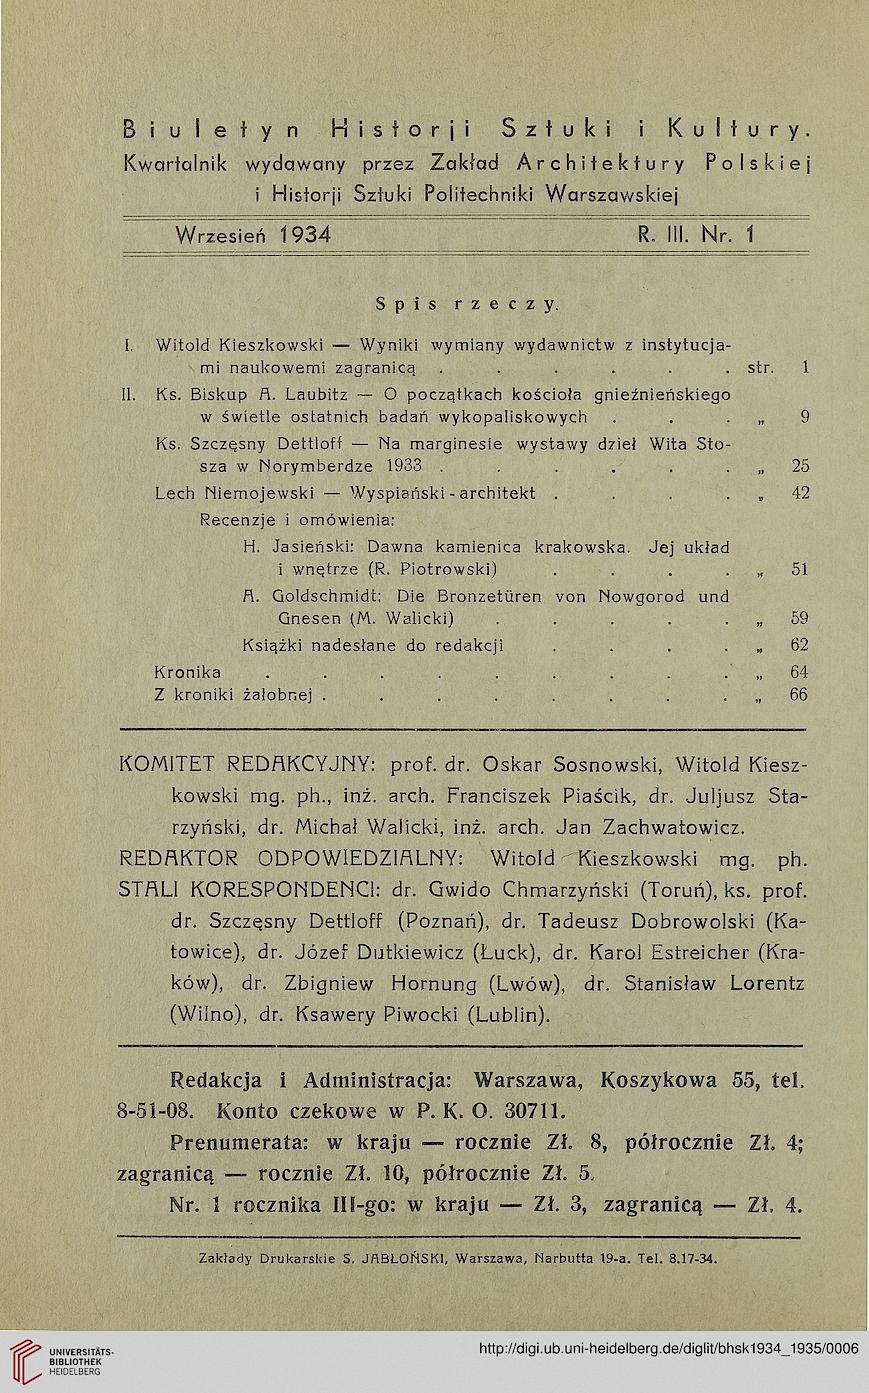 Biuletyn Historji Sztuki i Kultury.
Kwartalnik wydawany przez Zakład Architektury Polskiej
i Historji Sztuki Politechniki Warszawskiej
Wrzesień 1934 R. III. Nr. 1
Spis rzeczy.
I. Witold Kieszkowski — Wyniki wymiany wydawnictw z instytucja-
mi naukowemi zagranicą . . . . . . str. 1
II. Ks. Biskup A. Laubitz — O początkach kościoła gnieźnieńskiego
w świetle ostatnich badań wykopaliskowych . . . „ 9
Ks. Szczęsny Dettloff — Na marginesie wystawy dzieł Wita Sto-
sza w Norymberdze 1933 . . . . . . „ 25
Lech Niemojewski — Wyspiański-architekt . . . . „ 42
Recenzje i omówienia:
H. Jasieński: Dawna kamienica krakowska. Jej układ
i wnętrze (R. Piotrowski) . . . . „ 51
A. Goldschmidt: Die Bronzetüren von Nowgorod und
Gnesen (M. Walicki) . . . . . „ 59
Książki nadesłane do redakcji . . . . „ 62
Kronika . . . . . . . . . „ 64
Z kroniki żałobnej . . . . . . . . „ 66
KOMITET REDAKCYJNY: prof. dr. Oskar Sosnowski, Witold Kiesz-
kowski mg. ph., inż. arch. Franciszek Piaścik, dr. Juljusz Sta-
rzyński, dr. Michał Walicki, inż. arch. Jan Zachwatowicz.
REDAKTOR ODPOWIEDZIALNY: Witold Kieszkowski mg. ph.
STALI KORESPONDENCI: dr. Gwido Chmarzyński (Toruń), ks. prof.
dr. Szczęsny Dettloff (Poznań), dr. Tadeusz Dobrowolski (Ka-
towice), dr. Józef Dutkiewicz (Łuck), dr. Karol Estreicher (Kra-
ków), dr. Zbigniew Hornung (Lwów), dr. Stanisław Lorentz
(Wilno), dr. Ksawery Piwocki (Lublin).
Redakcja i Administracja: Warszawa, Koszykowa 55, tel.
8-51-08. Konto czekowe w P. K. O. 30711.
Prenumerata: w kraju — rocznie Zł. 8, półrocznie Zł. 4;
zagranicą — rocznie Zł. 10, półrocznie Zł. 5.
Nr. 1 rocznika III-go: w kraju — Zł. 3, zagranicą — Zł. 4.
Zakłady Drukarskie S. JABŁOŃSKI, Warszawa, Narbutta 19-a. Tel. 8.17-34.
UNIVERSITÄTS-
BIBLIOTHEK
HEIDELBERG
http://digi.ub.uni-heidelberg.de/diglit/bhsk1934_1935/0006